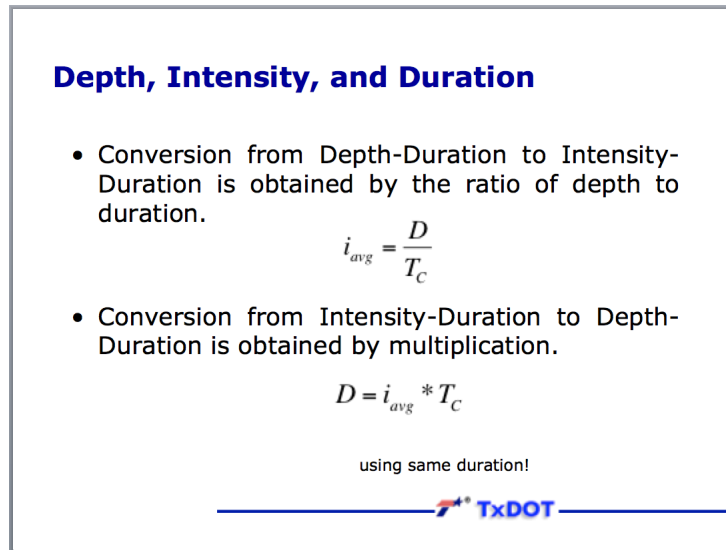 Depth, Intensity, and Duration
• Conversion from Depth-Duration to Intensity-
Duration is obtained by the ratio of depth to
duration.
i_avg = D / T_C
• Conversion from Intensity-Duration to Depth-
Duration is obtained by multiplication.
D = i_avg * T_C
using same duration!
® TxDOT